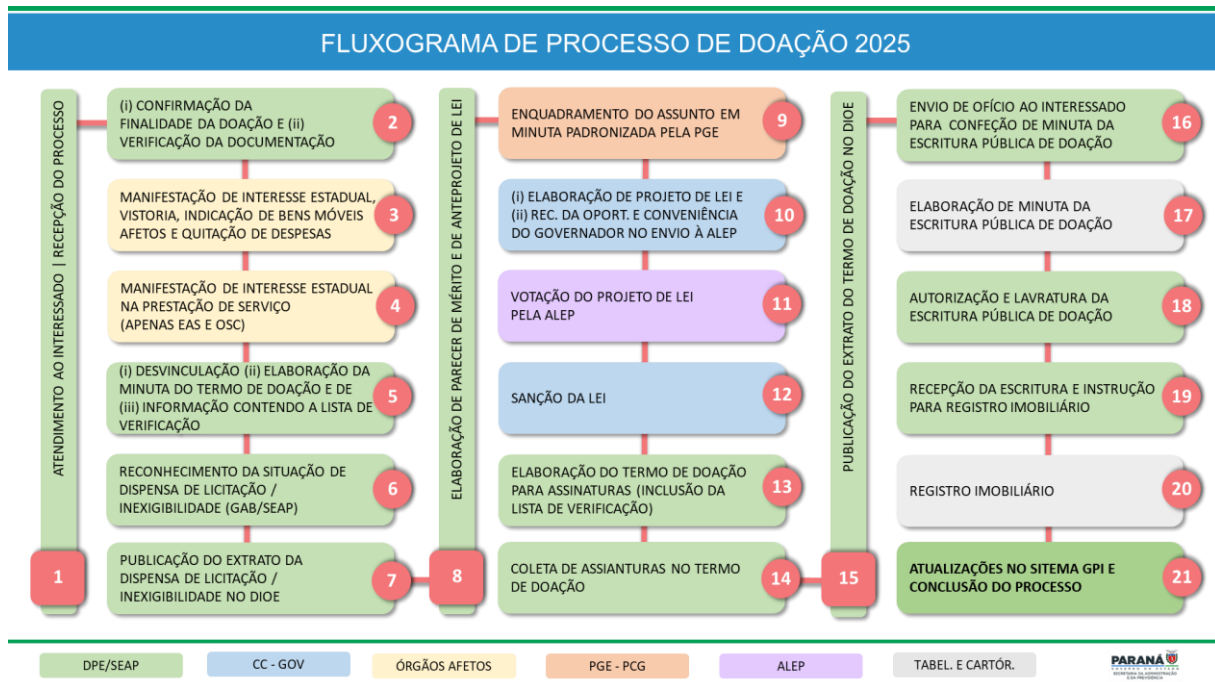 FLUXOGRAMA DE PROCESSO DE DOAÇÃO 2025
ATENDIMENTO AO INTERESSADO | RECEPÇÃO DO PROCESSO
1
(i) CONFIRMAÇÃO DA
FINALIDADE DA DOAÇÃO E (ii)
VERIFICAÇÃO DA DOCUMENTAÇÃO
2
MANIFESTAÇÃO DE INTERESSE ESTADUAL,
VISTORIA, INDICAÇÃO DE BENS MÓVEIS
AFETOS E QUITAÇÃO DE DESPESAS
3
MANIFESTAÇÃO DE INTERESSE ESTADUAL
NA PRESTAÇÃO DE SERVIÇO
(APENAS EAS E OSC)
4
(i) DESVINCULAÇÃO (ii) ELABORAÇÃO DA
MINUTA DO TERMO DE DOAÇÃO E DE
(iii) INFORMAÇÃO CONTENDO A LISTA DE
VERIFICAÇÃO
5
RECONHECIMENTO DA SITUAÇÃO DE
DISPENSA DE LICITAÇÃO /
INEXIGIBILIDADE (GAB/SEAP)
6
PUBLICAÇÃO DO EXTRATO DA
DISPENSA DE LICITAÇÃO /
INEXIGIBILIDADE NO DIOE
7
ELABORAÇÃO DE PARECER DE MÉRITO E DE ANTEPROJETO DE LEI
8
ENQUADRAMENTO DO ASSUNTO EM
MINUTA PADRONIZADA PELA PGE
9
(i) ELABORAÇÃO DE PROJETO DE LEI E
(ii) REC. DA OPORT. E CONVENIÊNCIA
DO GOVERNADOR NO ENVIO À ALEP
10
VOTAÇÃO DO PROJETO DE LEI
PELA ALEP
11
SANÇÃO DA LEI
12
ELABORAÇÃO DO TERMO DE DOAÇÃO
PARA ASSINATURAS (INCLUSÃO DA
LISTA DE VERIFICAÇÃO)
13
COLETA DE ASSIANTURAS NO TERMO
DE DOAÇÃO
14
PUBLICAÇÃO DO EXTRATO DO TERMO DE DOAÇÃO NO DIOE
15
ENVIO DE OFÍCIO AO INTERESSADO
PARA CONFEÇÃO DE MINUTA DA
ESCRITURA PÚBLICA DE DOAÇÃO
16
ELABORAÇÃO DE MINUTA DA
ESCRITURA PÚBLICA DE DOAÇÃO
17
AUTORIZAÇÃO E LAVRATURA DA
ESCRITURA PÚBLICA DE DOAÇÃO
18
RECEPÇÃO DA ESCRITURA E INSTRUÇÃO
PARA REGISTRO IMOBILIÁRIO
19
REGISTRO IMOBILIÁRIO
20
ATUALIZAÇÕES NO SITEMA GPI E
CONCLUSÃO DO PROCESSO
21
DPE/SEAP
CC - GOV
ÓRGÃOS AFETOS
PGE - PCG
ALEP
TABEL. E CARTÓR.
PARANÁ
GOVERNO DO ESTADO
SECRETARIA DA ADMINISTRAÇÃO
E DA PREVIDÊNCIA